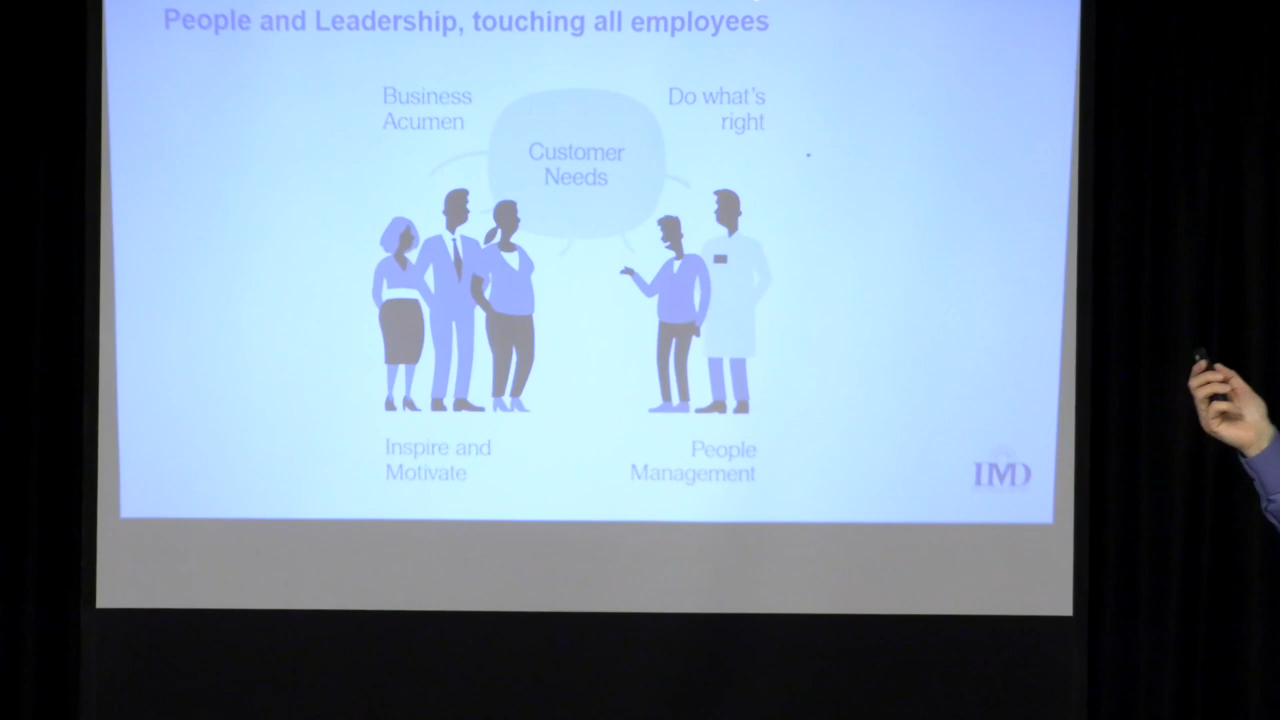 People and Leadership, touching all employees
Business
Acumen
Do what's
right
Customer
Needs
Inspire and
Motivate
People
Management
IMD